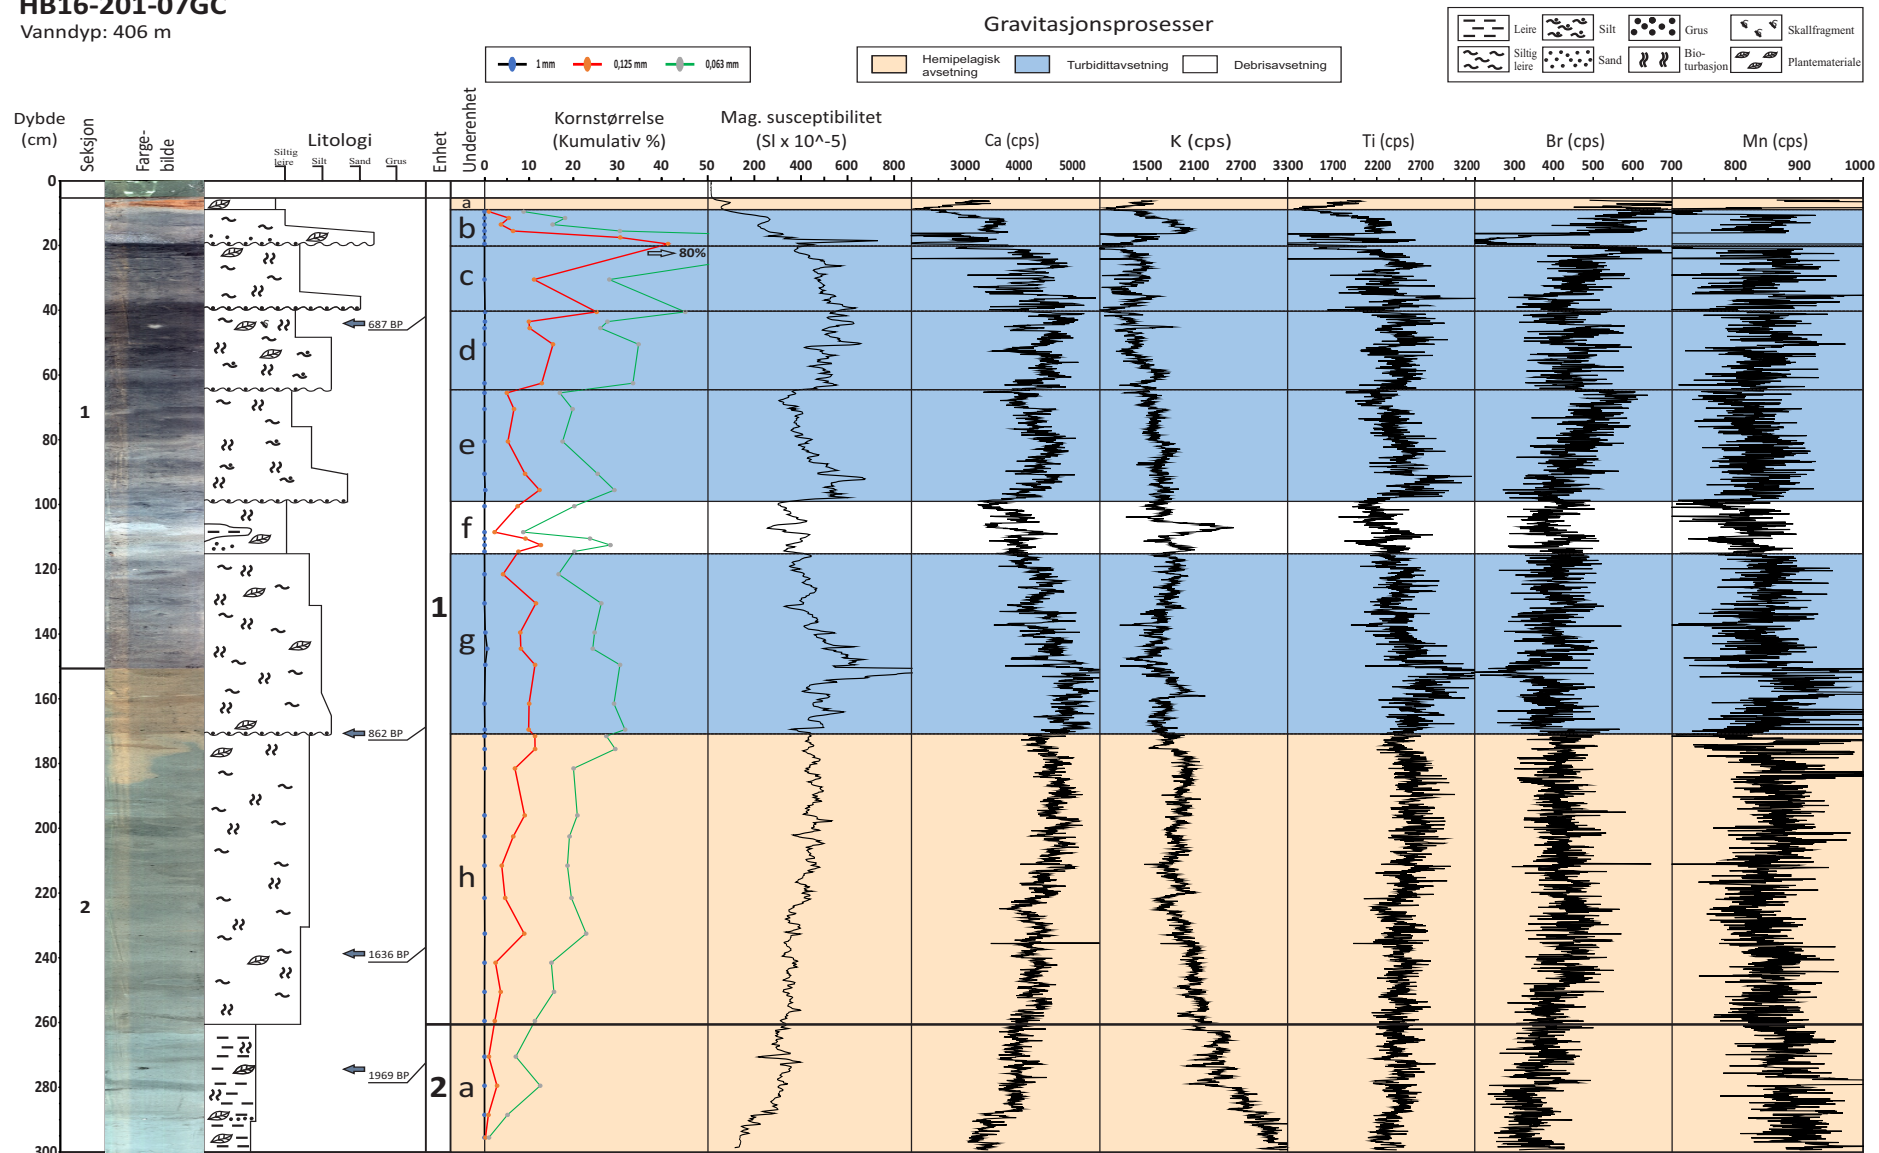 HB16-201-07GC
Vanndyp: 406 m
1 mm
0,125 mm
0,063 mm
Gravitasjonsprosesser
Hemipelagisk
avsetning
Turbidittavsetning
Debrisavsetning
Leire
Silt
Grus
Skallfragment
Siltig
leire
Sand
Bio-
turbasjon
Plantemateriale
Dybde
(cm)
Seksjon
Farge-
bilde
Litologi
Siltig
leire
Silt
Sand
Grus
Enhet
Underenhet
Kornstørrelse
(Kumulativ %)
Mag. susceptibilitet
(Sl x 10^-5)
Ca (cps)
K (cps)
Ti (cps)
Br (cps)
Mn (cps)
0 10 20 30 40 50
200 400 600 800
3000 4000 5000
1500 2100 2700 3300
1700 2200 2700 3200
300 400 500 600 700
800 900 1000
0
20
40
60
80
100
120
140
160
180
200
220
240
260
280
300
1
2
687 BP
862 BP
1636 BP
1969 BP
1
2
a
b
c
d
e
f
g
h
a
80%